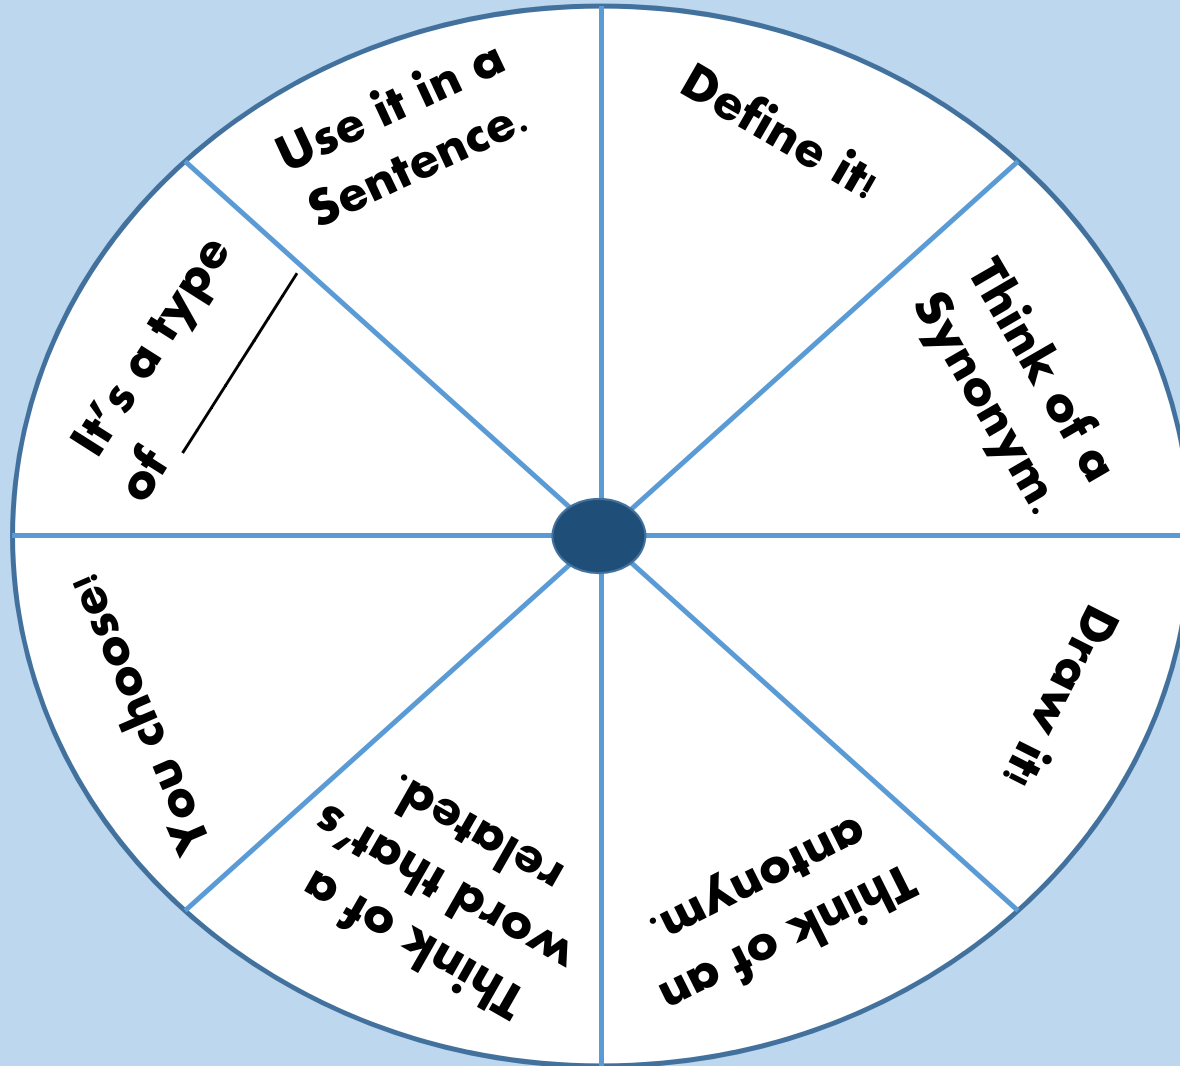 Use it in a
Sentence.
Define it!
Think of a
Synonym.
Draw it!
Think of an
antonym.
Think of a
word that's
related.
You choose!
It's a type
of ________